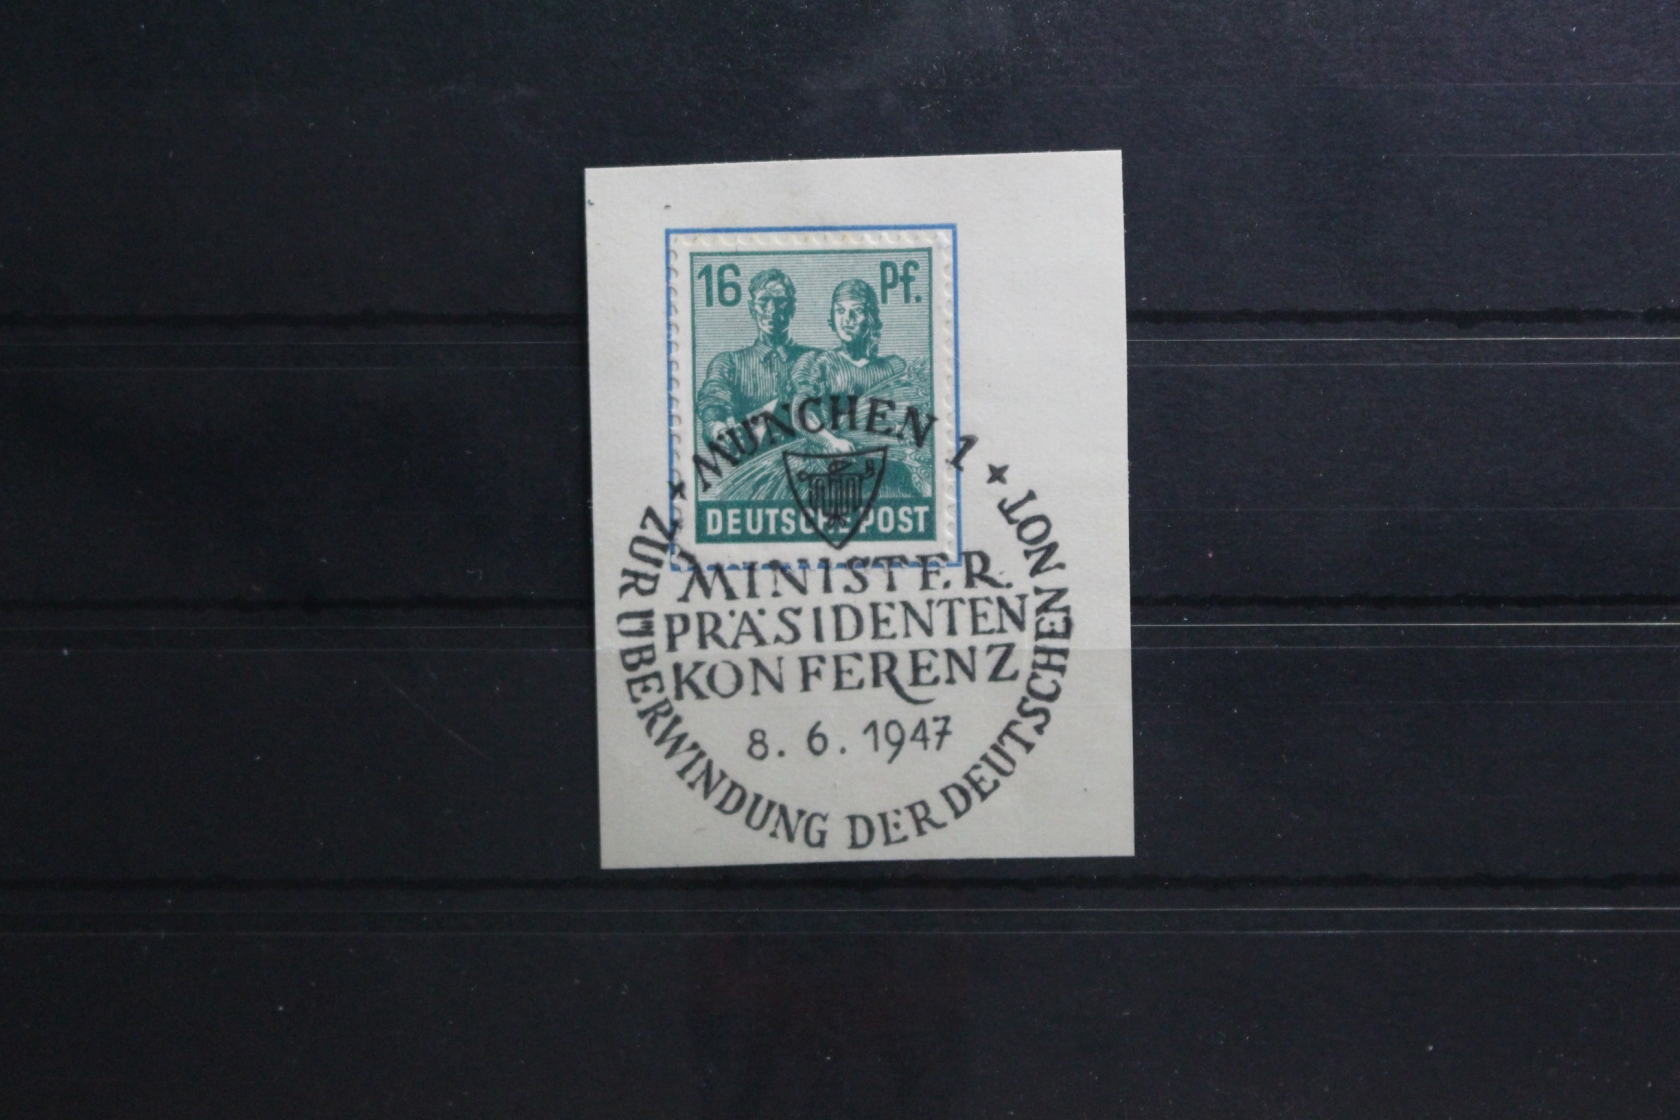 16 Pf.
DEUTSCHE POST
MÜNCHEN 1
MINISTER.
PRÄSIDENTEN
KONFERENZ
8. 6. 1947
ZUR ÜBERWINDUNG DER DEUTSCHEN NOT